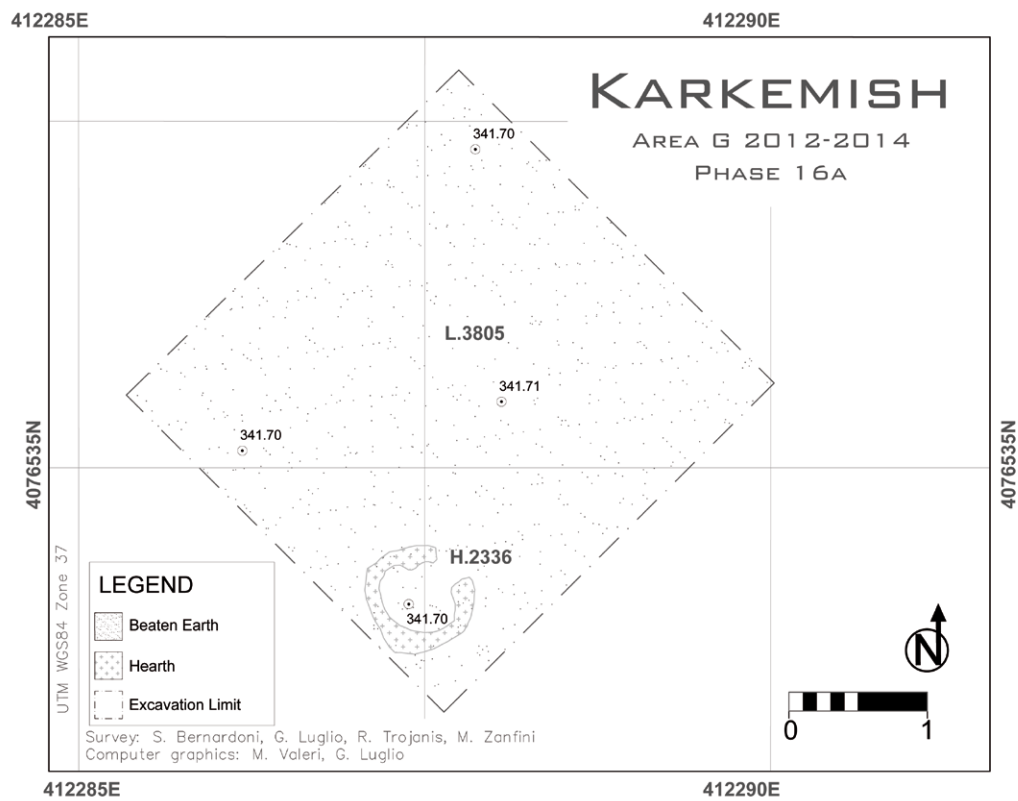 412285E
412290E
KARKEMISH
AREA G 2012-2014
PHASE 16A
341.70
L.3805
341.71
341.70
4076535N
4076535N
H.2336
341.70
UTM WGS84 Zone 37
LEGEND
Beaten Earth
Hearth
Excavation Limit
N
0 1
Survey: S. Bernardoni, G. Luglio, R. Trojanis, M. Zanfini
Computer graphics: M. Valeri, G. Luglio
412285E
412290E